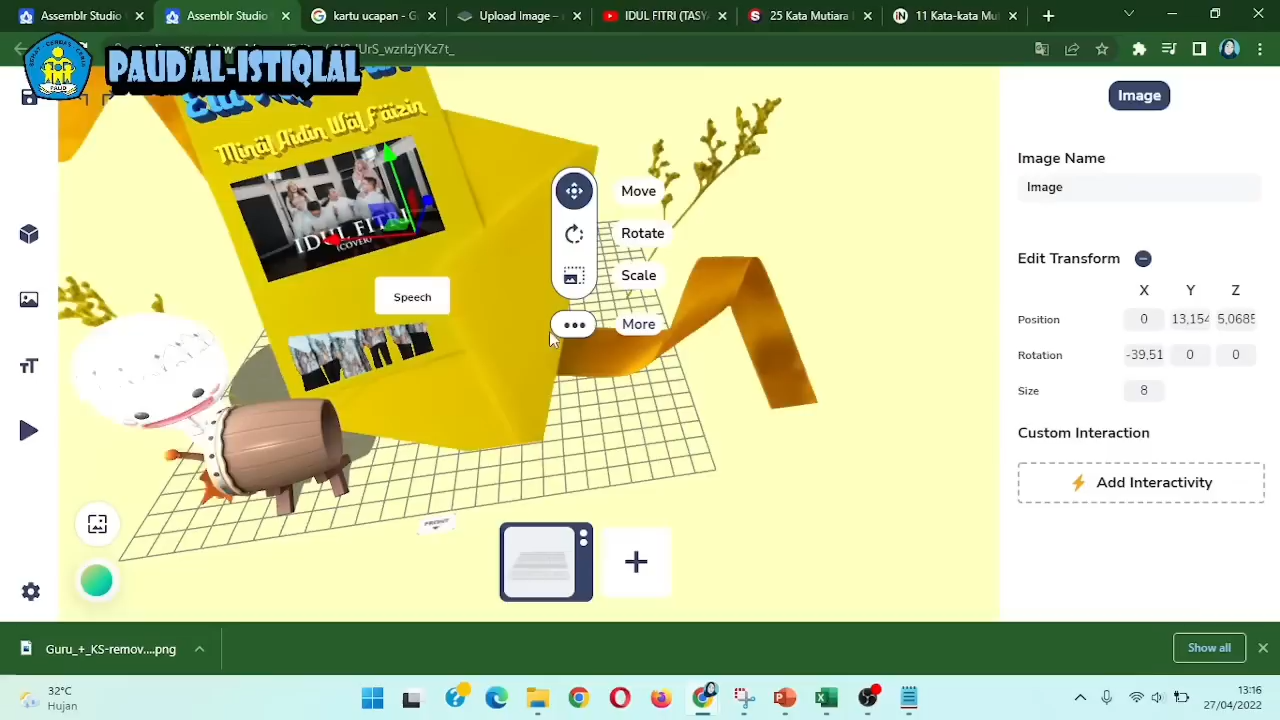 Assemblr Studio
Assemblr Studio
kartu ucapan - G
Upload Image –
IDUL FITRI (TASY
25 Kata Mutiara
11 Kata-kata Mu
PAUD AL-ISTIQLAL
PAUD
Minal Aidin Wal Faizin
IDUL FITRI
(COVER)
Speech
Move
Rotate
Scale
More
FRONT
Image
Image Name
Image
Edit Transform
X Y Z
Position 0 13,154 5,0685
Rotation -39,51 0 0
Size 8
Custom Interaction
Add Interactivity
Guru_+_KS-remov....png
Show all
32°C
Hujan
13:16
27/04/2022